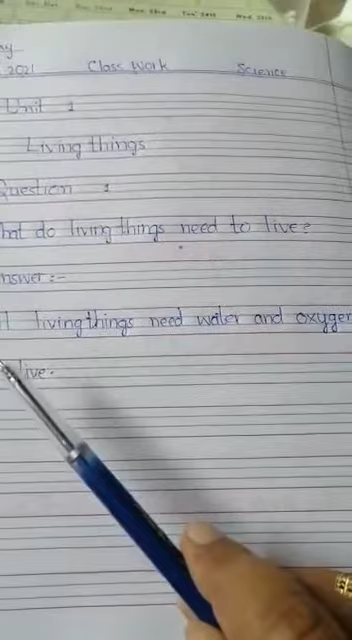 2021 Class Work Science
Unit 1
Living things
Question 1
hat do living things need to live?
nswer :-
living things need water and oxygen
live.